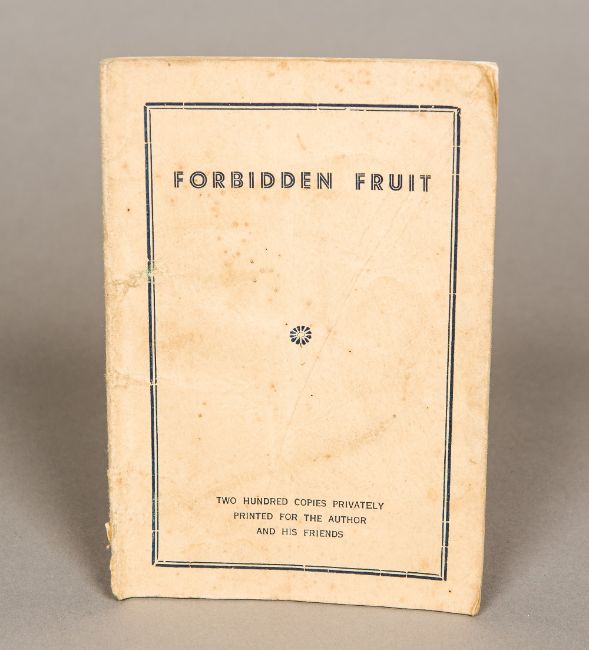 FORBIDDEN FRUIT
TWO HUNDRED COPIES PRIVATELY
PRINTED FOR THE AUTHOR
AND HIS FRIENDS